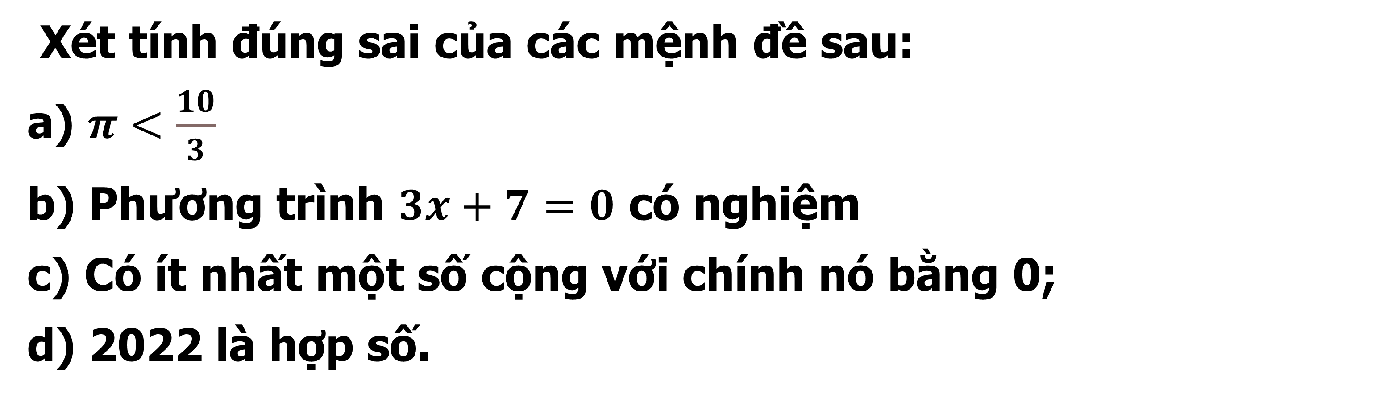 Xét tính đúng sai của các mệnh đề sau:
a) π < 10/3
b) Phương trình 3x + 7 = 0 có nghiệm
c) Có ít nhất một số cộng với chính nó bằng 0;
d) 2022 là hợp số.